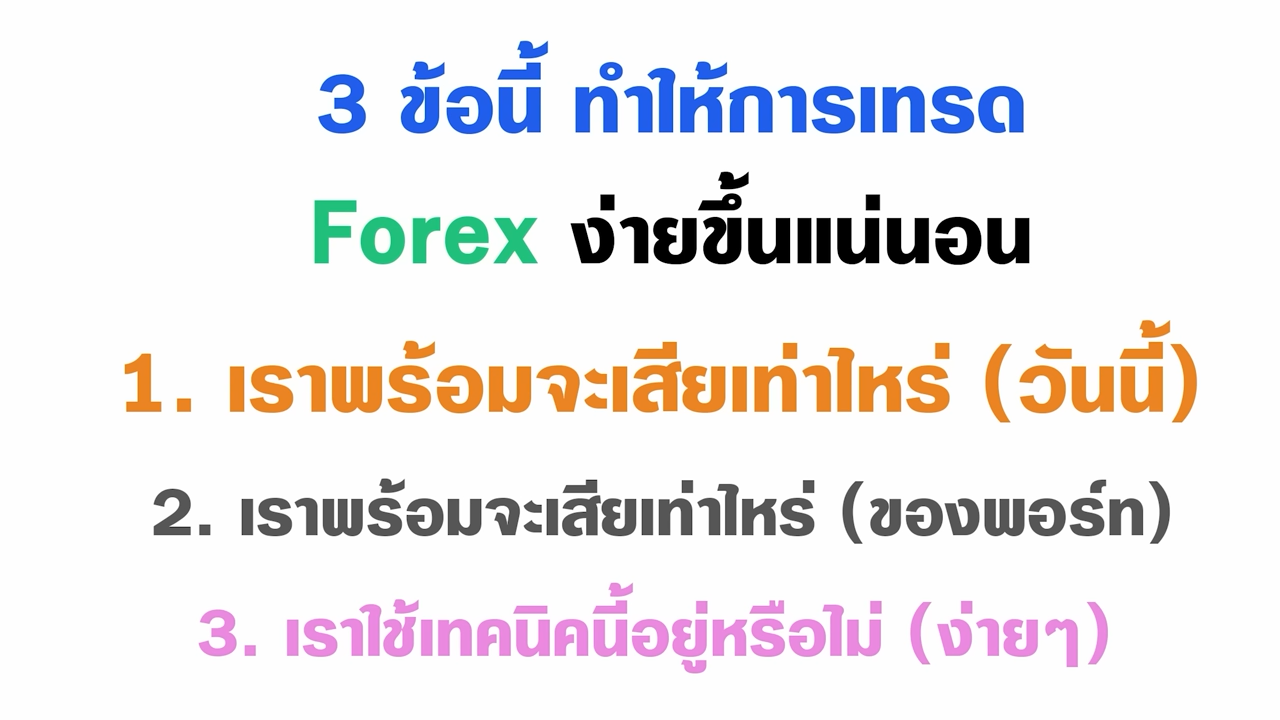 3 ข้อนี้ ทำให้การเทรด
Forex ง่ายขึ้นแน่นอน
1. เราพร้อมจะเสียเท่าไหร่ (วันนี้)
2. เราพร้อมจะเสียเท่าไหร่ (ของพอร์ท)
3. เราใช้เทคนิคนี้อยู่หรือไม่ (ง่ายๆ)